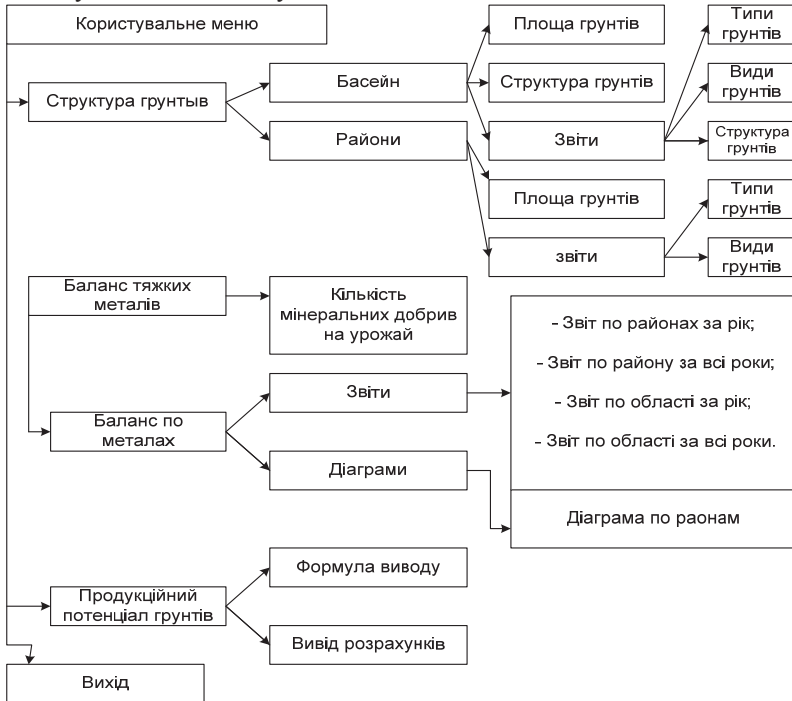 Користувальне меню
Структура грунтыв
Басейн
Райони
Площа грунтів
Структура грунтів
Звіти
Площа грунтів
звіти
Типи
грунтів
Види
грунтів
Структура
грунтів
Типи
грунтів
Види
грунтів
Баланс тяжких
металів
Кількість
мінеральних добрив
на урожай
Баланс по
металах
Звіти
Діаграми
- Звіт по районах за рік;
- Звіт по району за всі роки;
- Звіт по області за рік;
- Звіт по області за всі роки.
Діаграма по раонам
Продукційний
потенціал грунтів
Формула виводу
Вивід розрахунків
Вихід